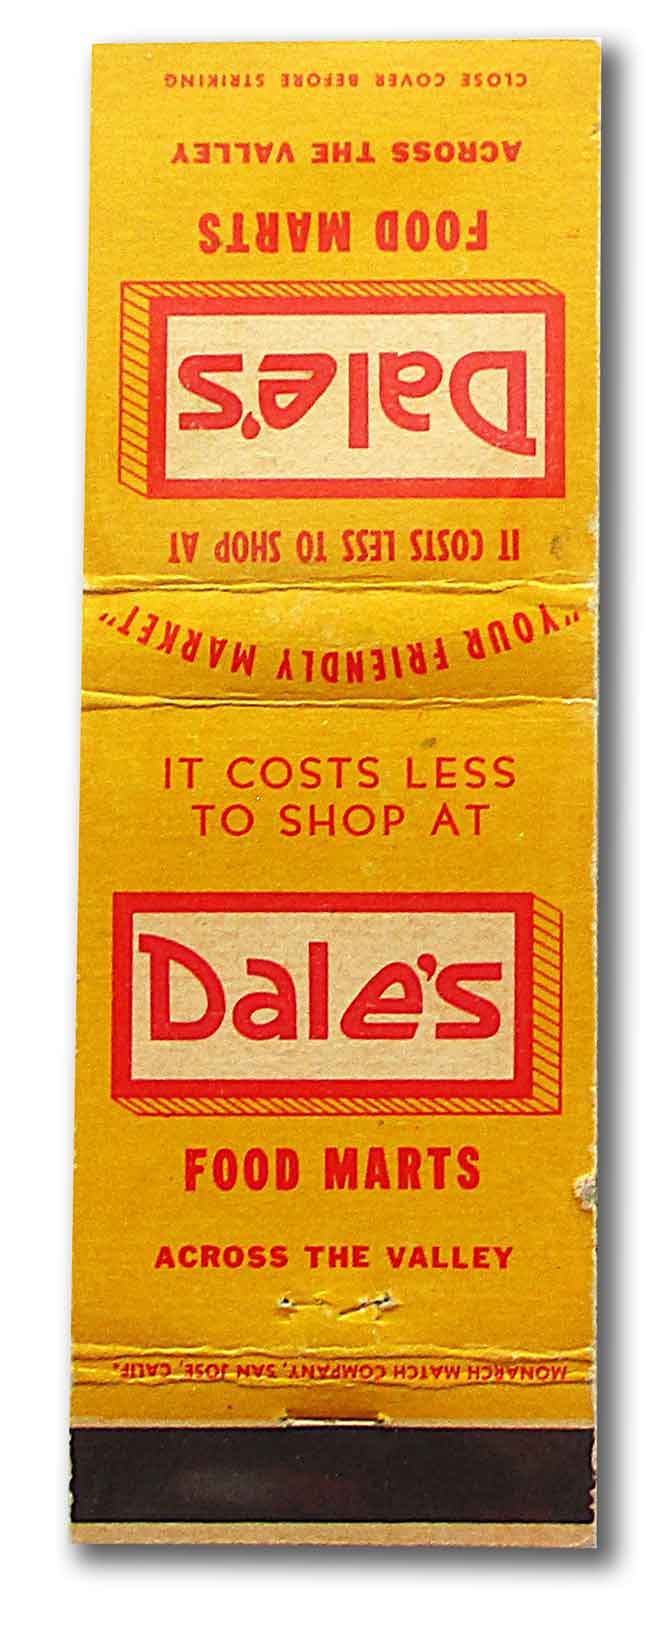 CLOSE COVER BEFORE STRIKING
ACROSS THE VALLEY
FOOD MARTS
Dale's
IT COSTS LESS TO SHOP AT
"YOUR FRIENDLY MARKET"
IT COSTS LESS
TO SHOP AT
Dale's
FOOD MARTS
ACROSS THE VALLEY
MONARCH MATCH COMPANY, SAN JOSE, CALIF.